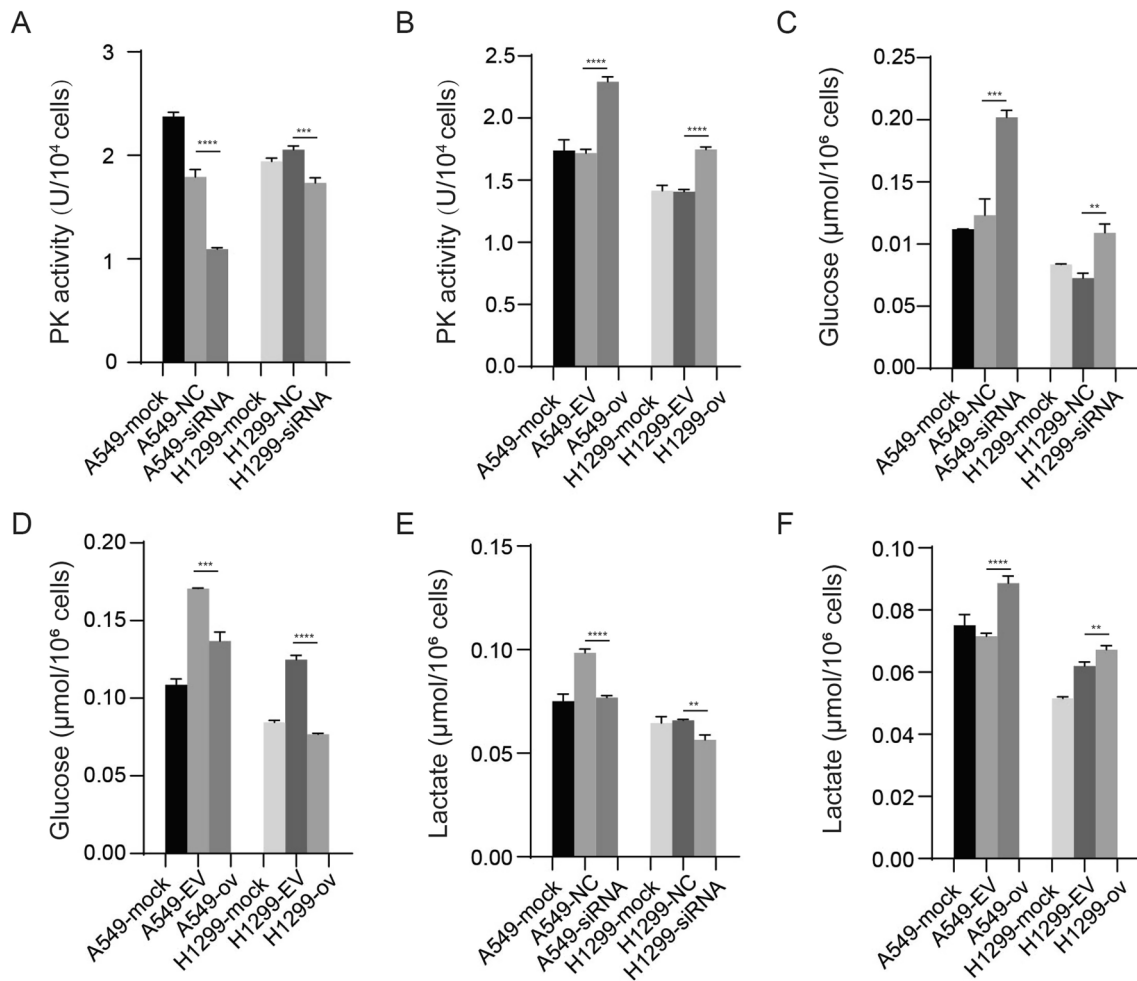 A
PK activity (U/10⁴ cells)
3
2
1
0
****
***
A549-mock
A549-NC
A549-siRNA
H1299-mock
H1299-NC
H1299-siRNA
B
PK activity (U/10⁴ cells)
2.5
2.0
1.5
0.5
0.0
****
****
A549-mock
A549-EV
A549-ov
H1299-mock
H1299-EV
H1299-ov
C
Glucose (μmol/10⁶ cells)
0.20
0.15
0.10
0.01
0.05
0.00
***
**
A549-mock
A549-NC
A549-siRNA
H1299-mock
H1299-NC
H1299-siRNA
D
Glucose (μmol/10⁶ cells)
0.20
0.15
0.10
0.05
0.00
***
****
A549-mock
A549-EV
A549-ov
H1299-mock
H1299-EV
H1299-ov
E
Lactate (μmol/10⁶ cells)
0.15
0.10
0.05
0.00
****
**
A549-mock
A549-NC
A549-siRNA
H1299-mock
H1299-NC
H1299-siRNA
F
Lactate (μmol/10⁶ cells)
0.10
0.08
0.06
0.04
0.02
0.00
****
**
A549-mock
A549-EV
A549-ov
H1299-mock
H1299-EV
H1299-ov